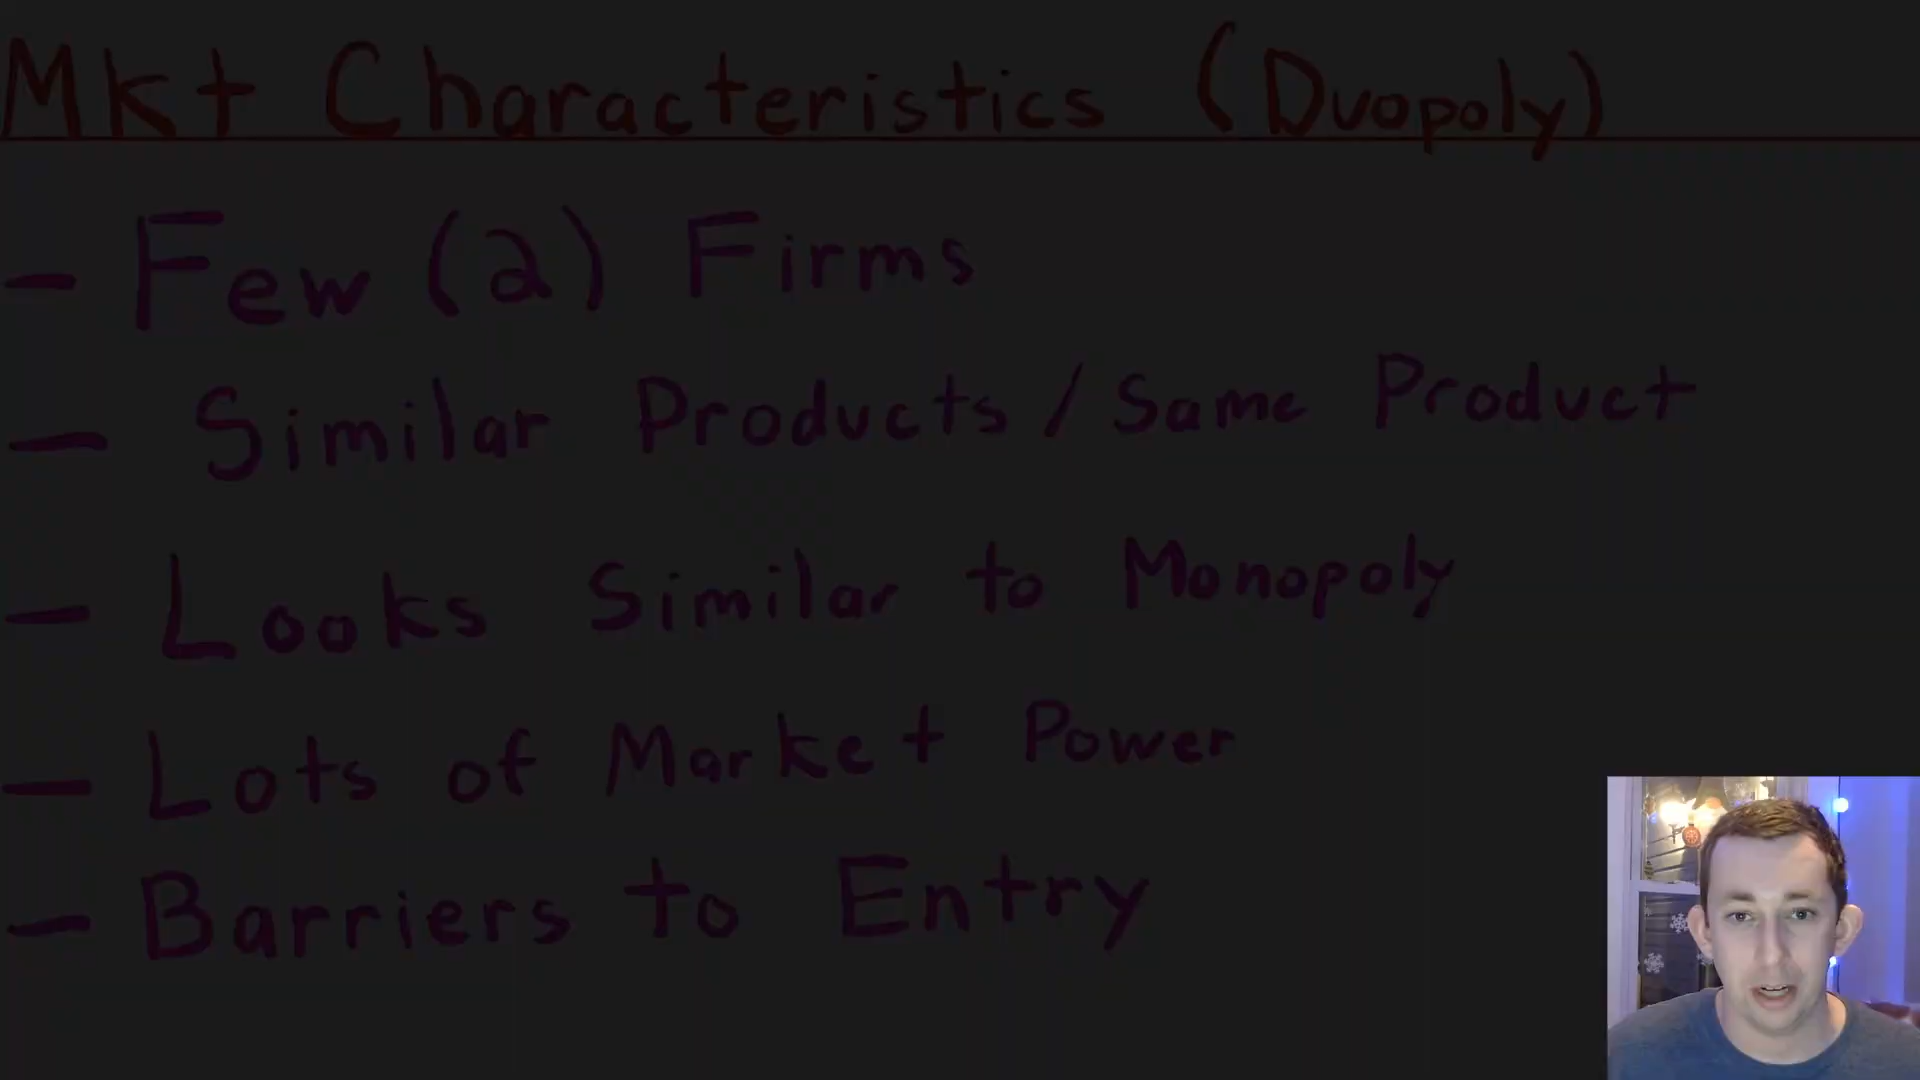 Mkt Characteristics (Duopoly)
- Few (2) Firms
- Similar Products / Same Product
- Looks Similar to Monopoly
- Lots of Market Power
- Barriers to Entry